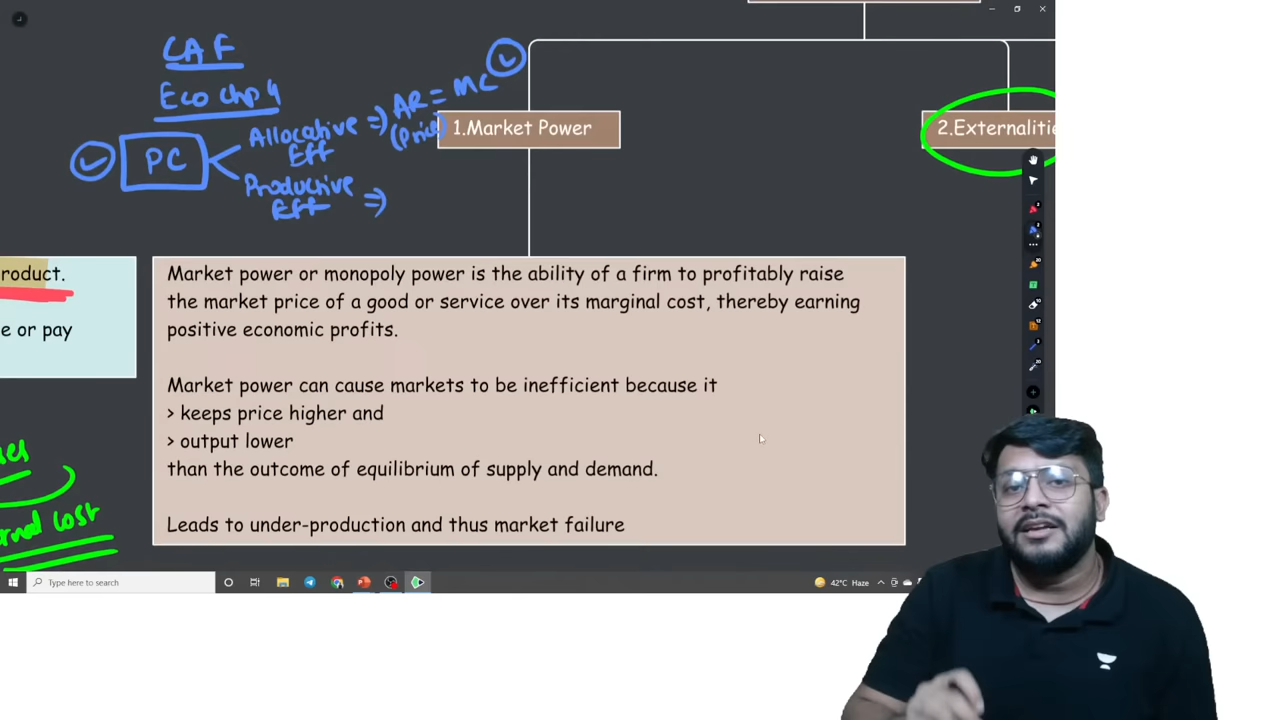 CAF
Eco Chp 4
PC
Allocative Eff => AR = MC
(Price)
Productive Eff =>
1.Market Power
2.Externalitie
roduct.
e or pay
Market power or monopoly power is the ability of a firm to profitably raise
the market price of a good or service over its marginal cost, thereby earning
positive economic profits.
Market power can cause markets to be inefficient because it
> keeps price higher and
> output lower
than the outcome of equilibrium of supply and demand.
Leads to under-production and thus market failure
rnal cost
Type here to search
42°C Haze